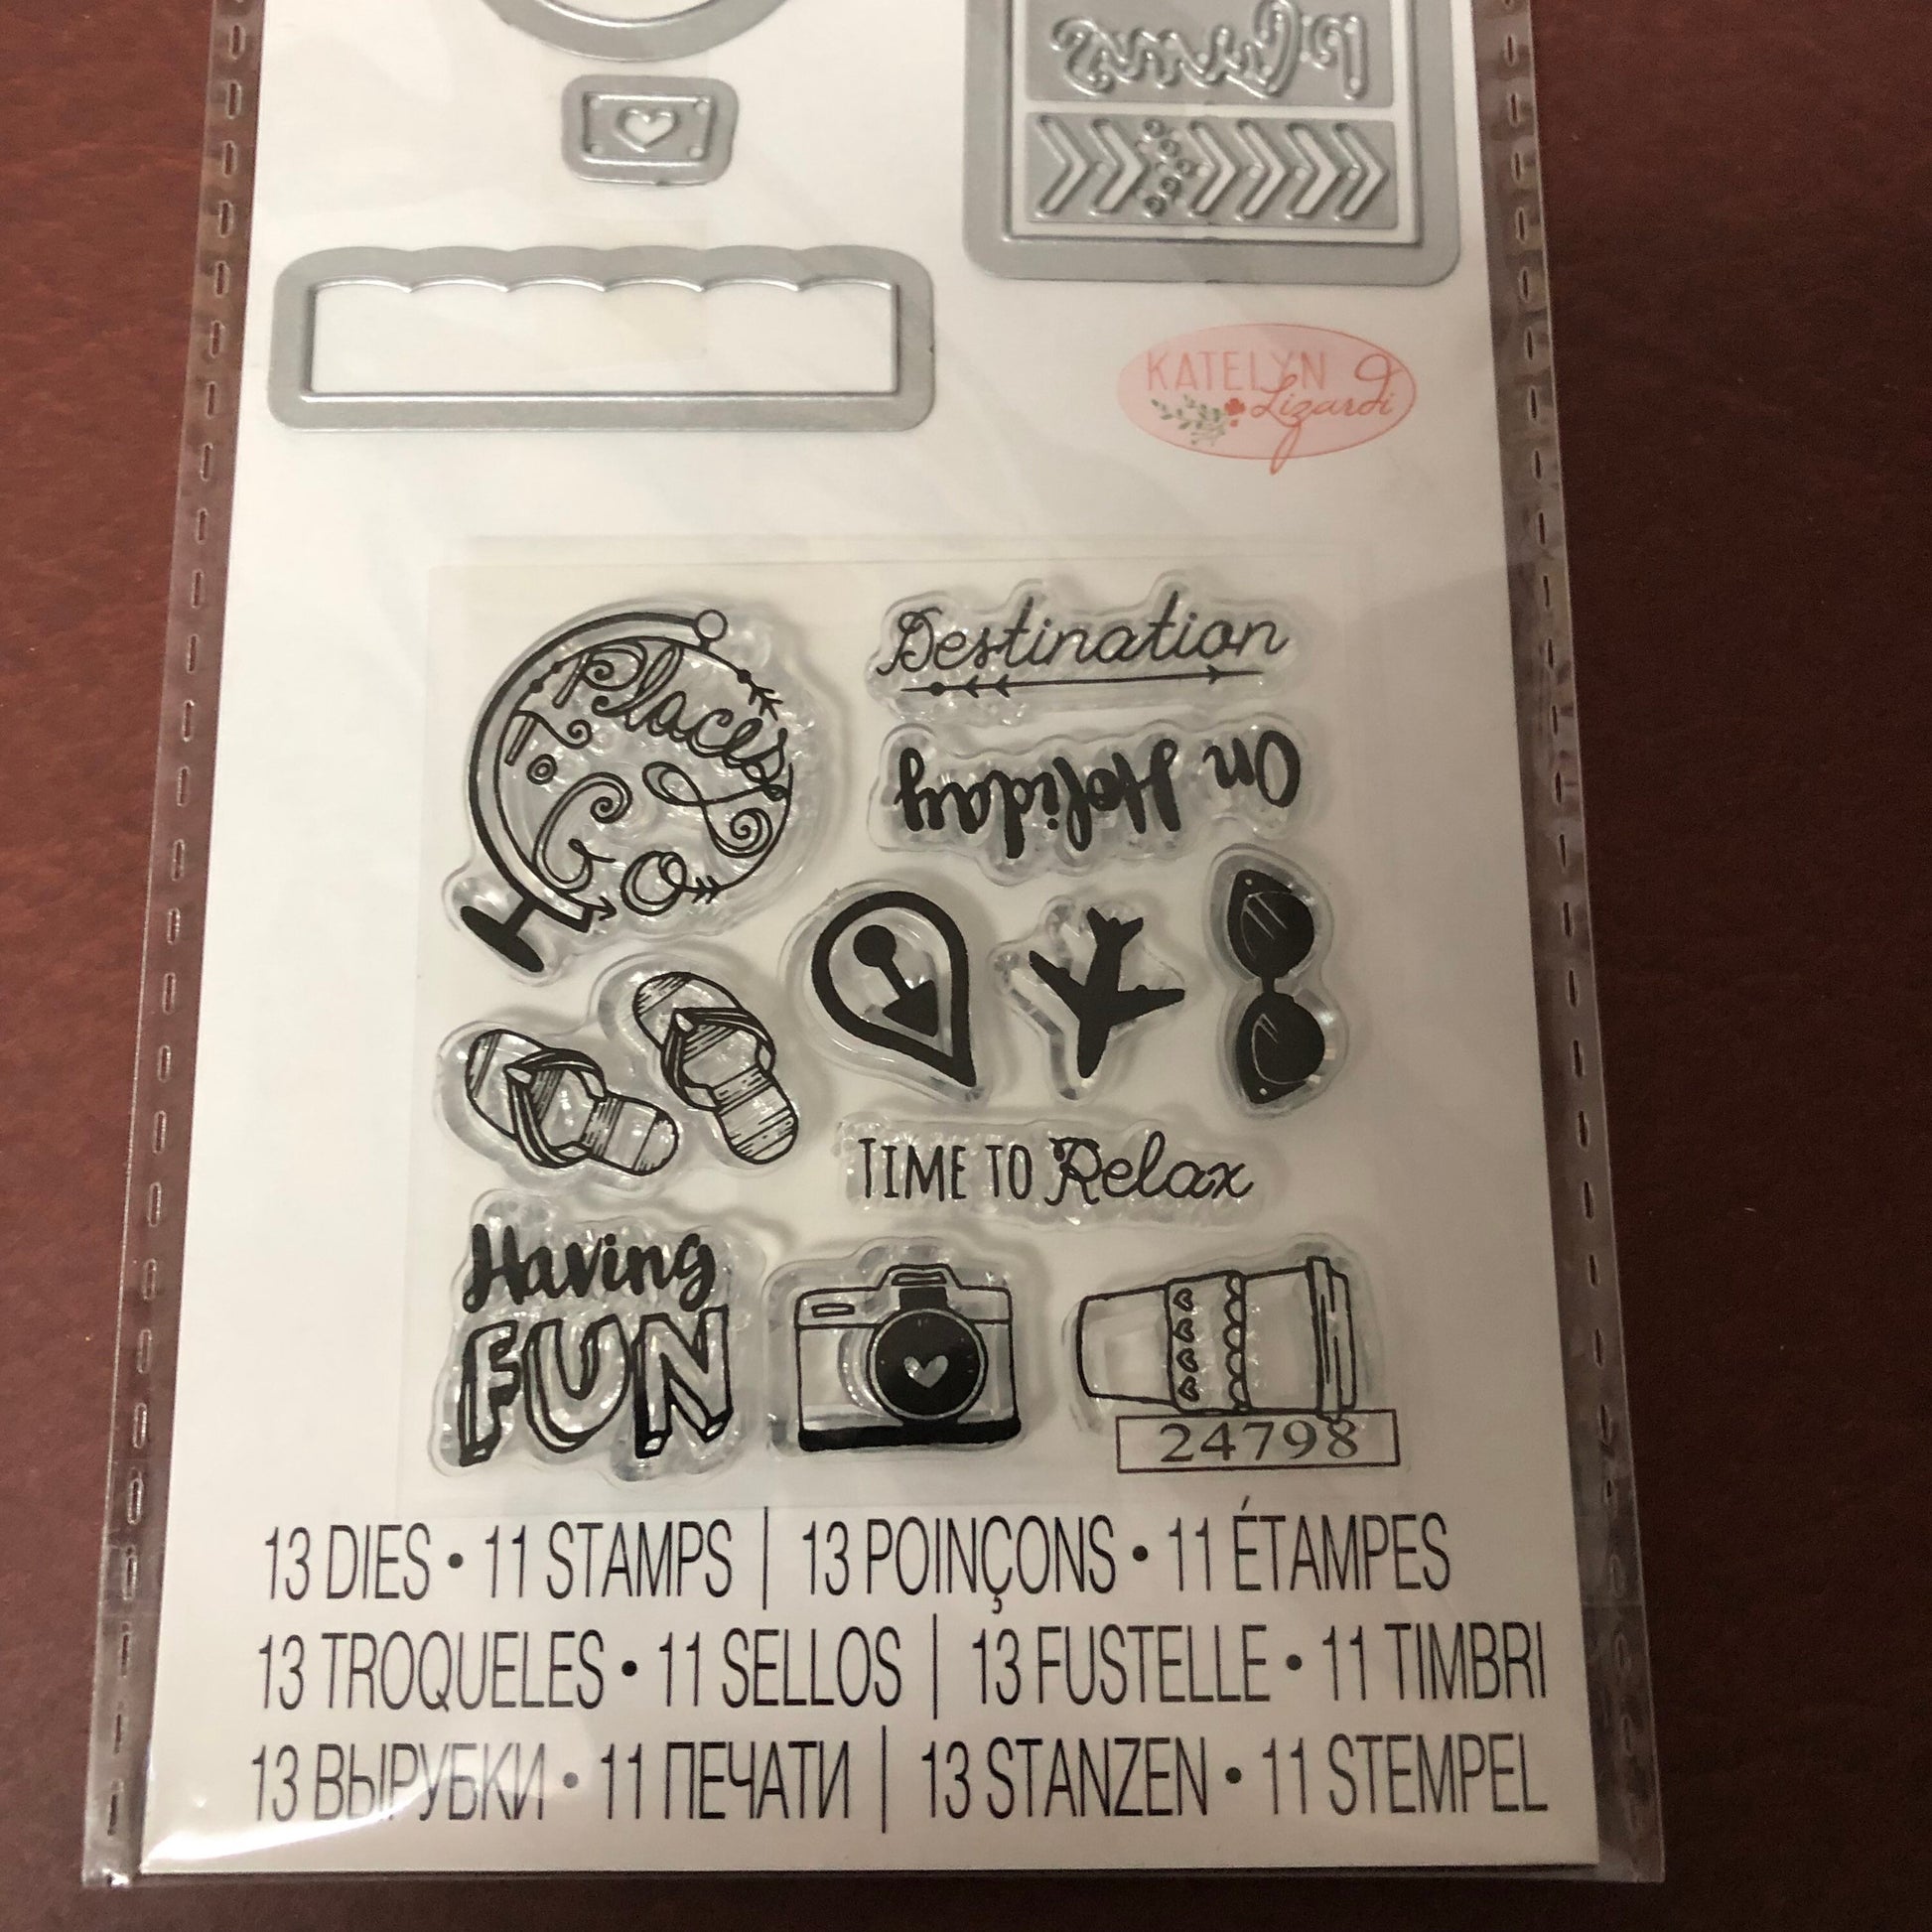 KATELYN
Lizardi
Places
To
GO
Destination
On Holiday
TIME TO Relax
Having
FUN
24798
13 DIES • 11 STAMPS | 13 POINÇONS • 11 ÉTAMPES
13 TROQUELES • 11 SELLOS | 13 FUSTELLE • 11 TIMBRI
13 ВЫРУБКИ • 11 ПЕЧАТИ | 13 STANZEN • 11 STEMPEL